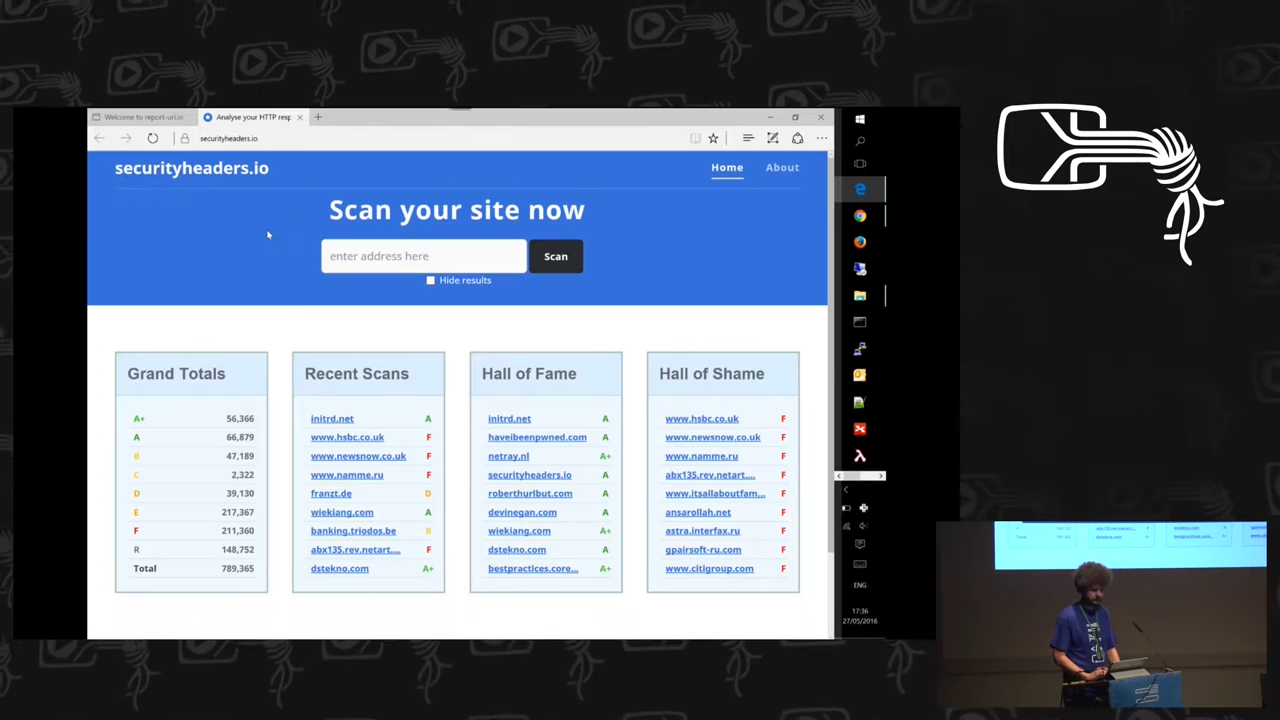 Welcome to report-uri.io
Analyse your HTTP resp
securityheaders.io
securityheaders.io
Home
About
Scan your site now
enter address here
Scan
Hide results
Grand Totals
A+ 56,366
A 66,879
B 47,189
C 2,322
D 39,130
E 217,367
F 211,360
R 148,752
Total 789,365
Recent Scans
initrd.net A
www.hsbc.co.uk F
www.newsnow.co.uk F
www.namme.ru F
franzt.de D
wiekiang.com A
banking.triodos.be B
abx135.rev.netart.... F
dstekno.com A+
Hall of Fame
initrd.net A
haveibeenpwned.com A
netray.nl A+
securityheaders.io A
roberthurlbut.com A
devinegan.com A
wiekiang.com A+
dstekno.com A
bestpractices.core... A+
Hall of Shame
www.hsbc.co.uk F
www.newsnow.co.uk F
www.namme.ru F
abx135.rev.netart.... F
www.itsallaboutfam... F
ansarollah.net F
astra.interfax.ru F
gpairsoft-ru.com F
www.citigroup.com F
ENG
17:36
27/05/2016